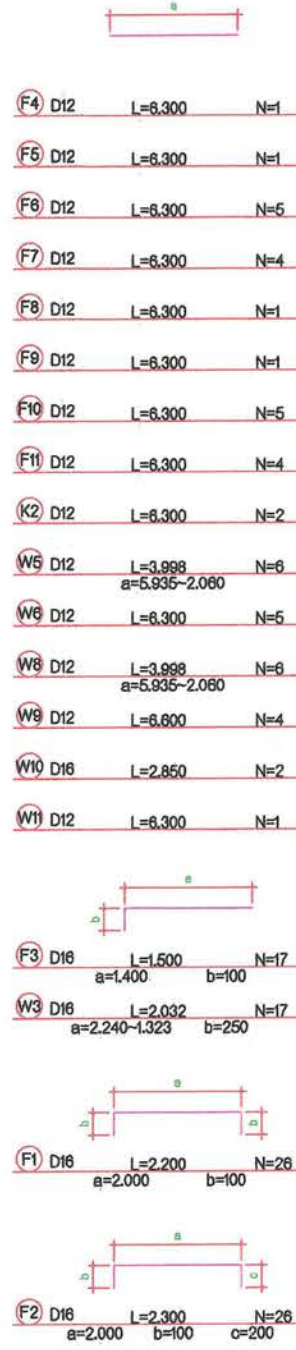 a
F4 D12 L=6.300 N=1
F5 D12 L=6.300 N=1
F6 D12 L=6.300 N=5
F7 D12 L=6.300 N=4
F8 D12 L=6.300 N=1
F9 D12 L=6.300 N=1
F10 D12 L=6.300 N=5
F11 D12 L=6.300 N=4
K2 D12 L=6.300 N=2
W5 D12 L=3.998 N=6
a=5.935~2.060
W6 D12 L=6.300 N=5
W8 D12 L=3.998 N=6
a=5.935~2.060
W9 D12 L=6.600 N=4
W10 D16 L=2.850 N=2
W11 D12 L=6.300 N=1
a
b
F3 D16 L=1.500 N=17
a=1.400 b=100
W3 D16 L=2.032 N=17
a=2.240~1.323 b=250
a
b b
F1 D16 L=2.200 N=26
a=2.000 b=100
a
b c
F2 D16 L=2.300 N=26
a=2.000 b=100 c=200